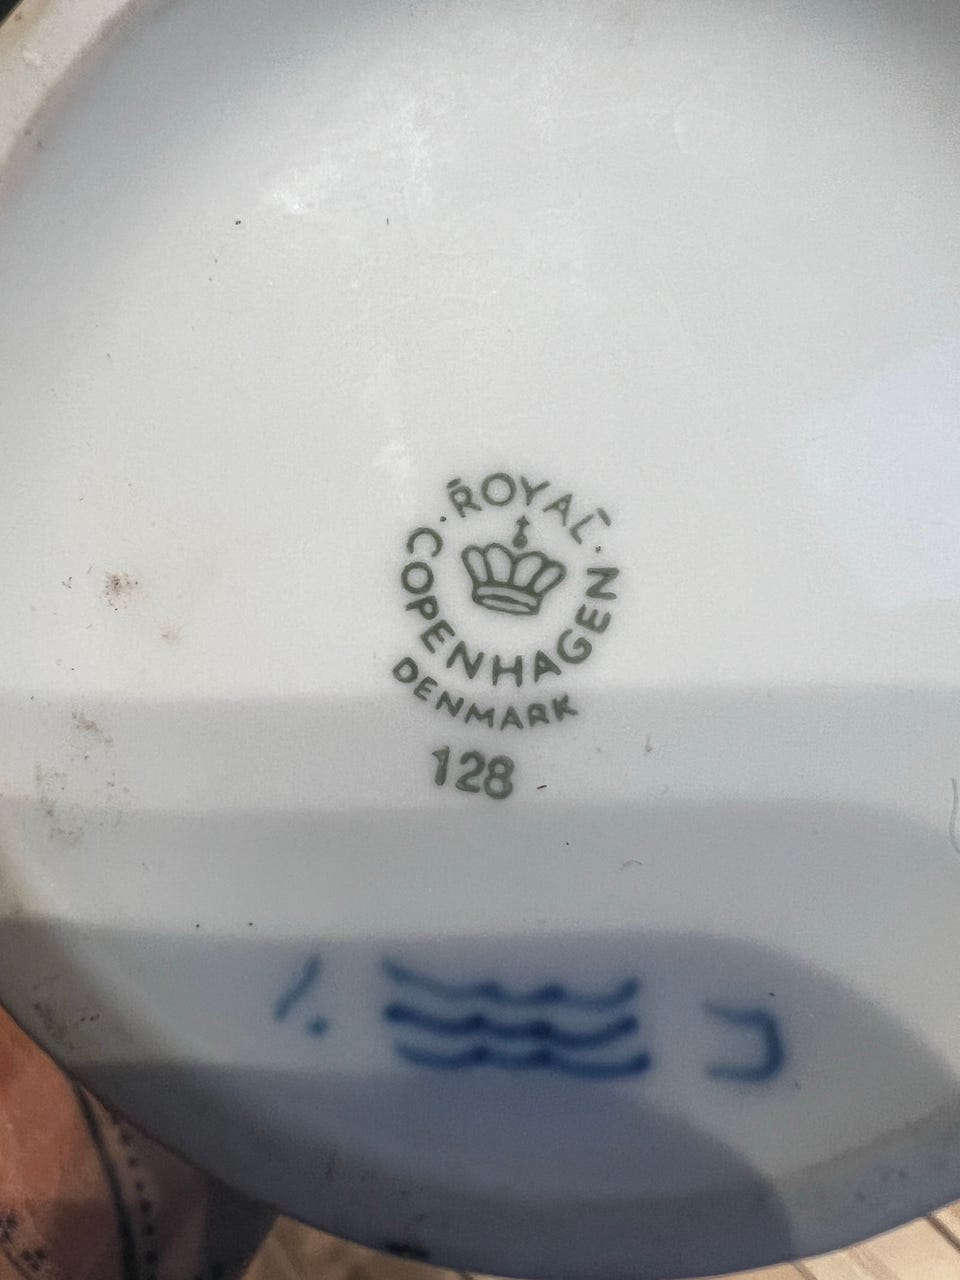 ROYAL
COPENHAGEN
DENMARK
128